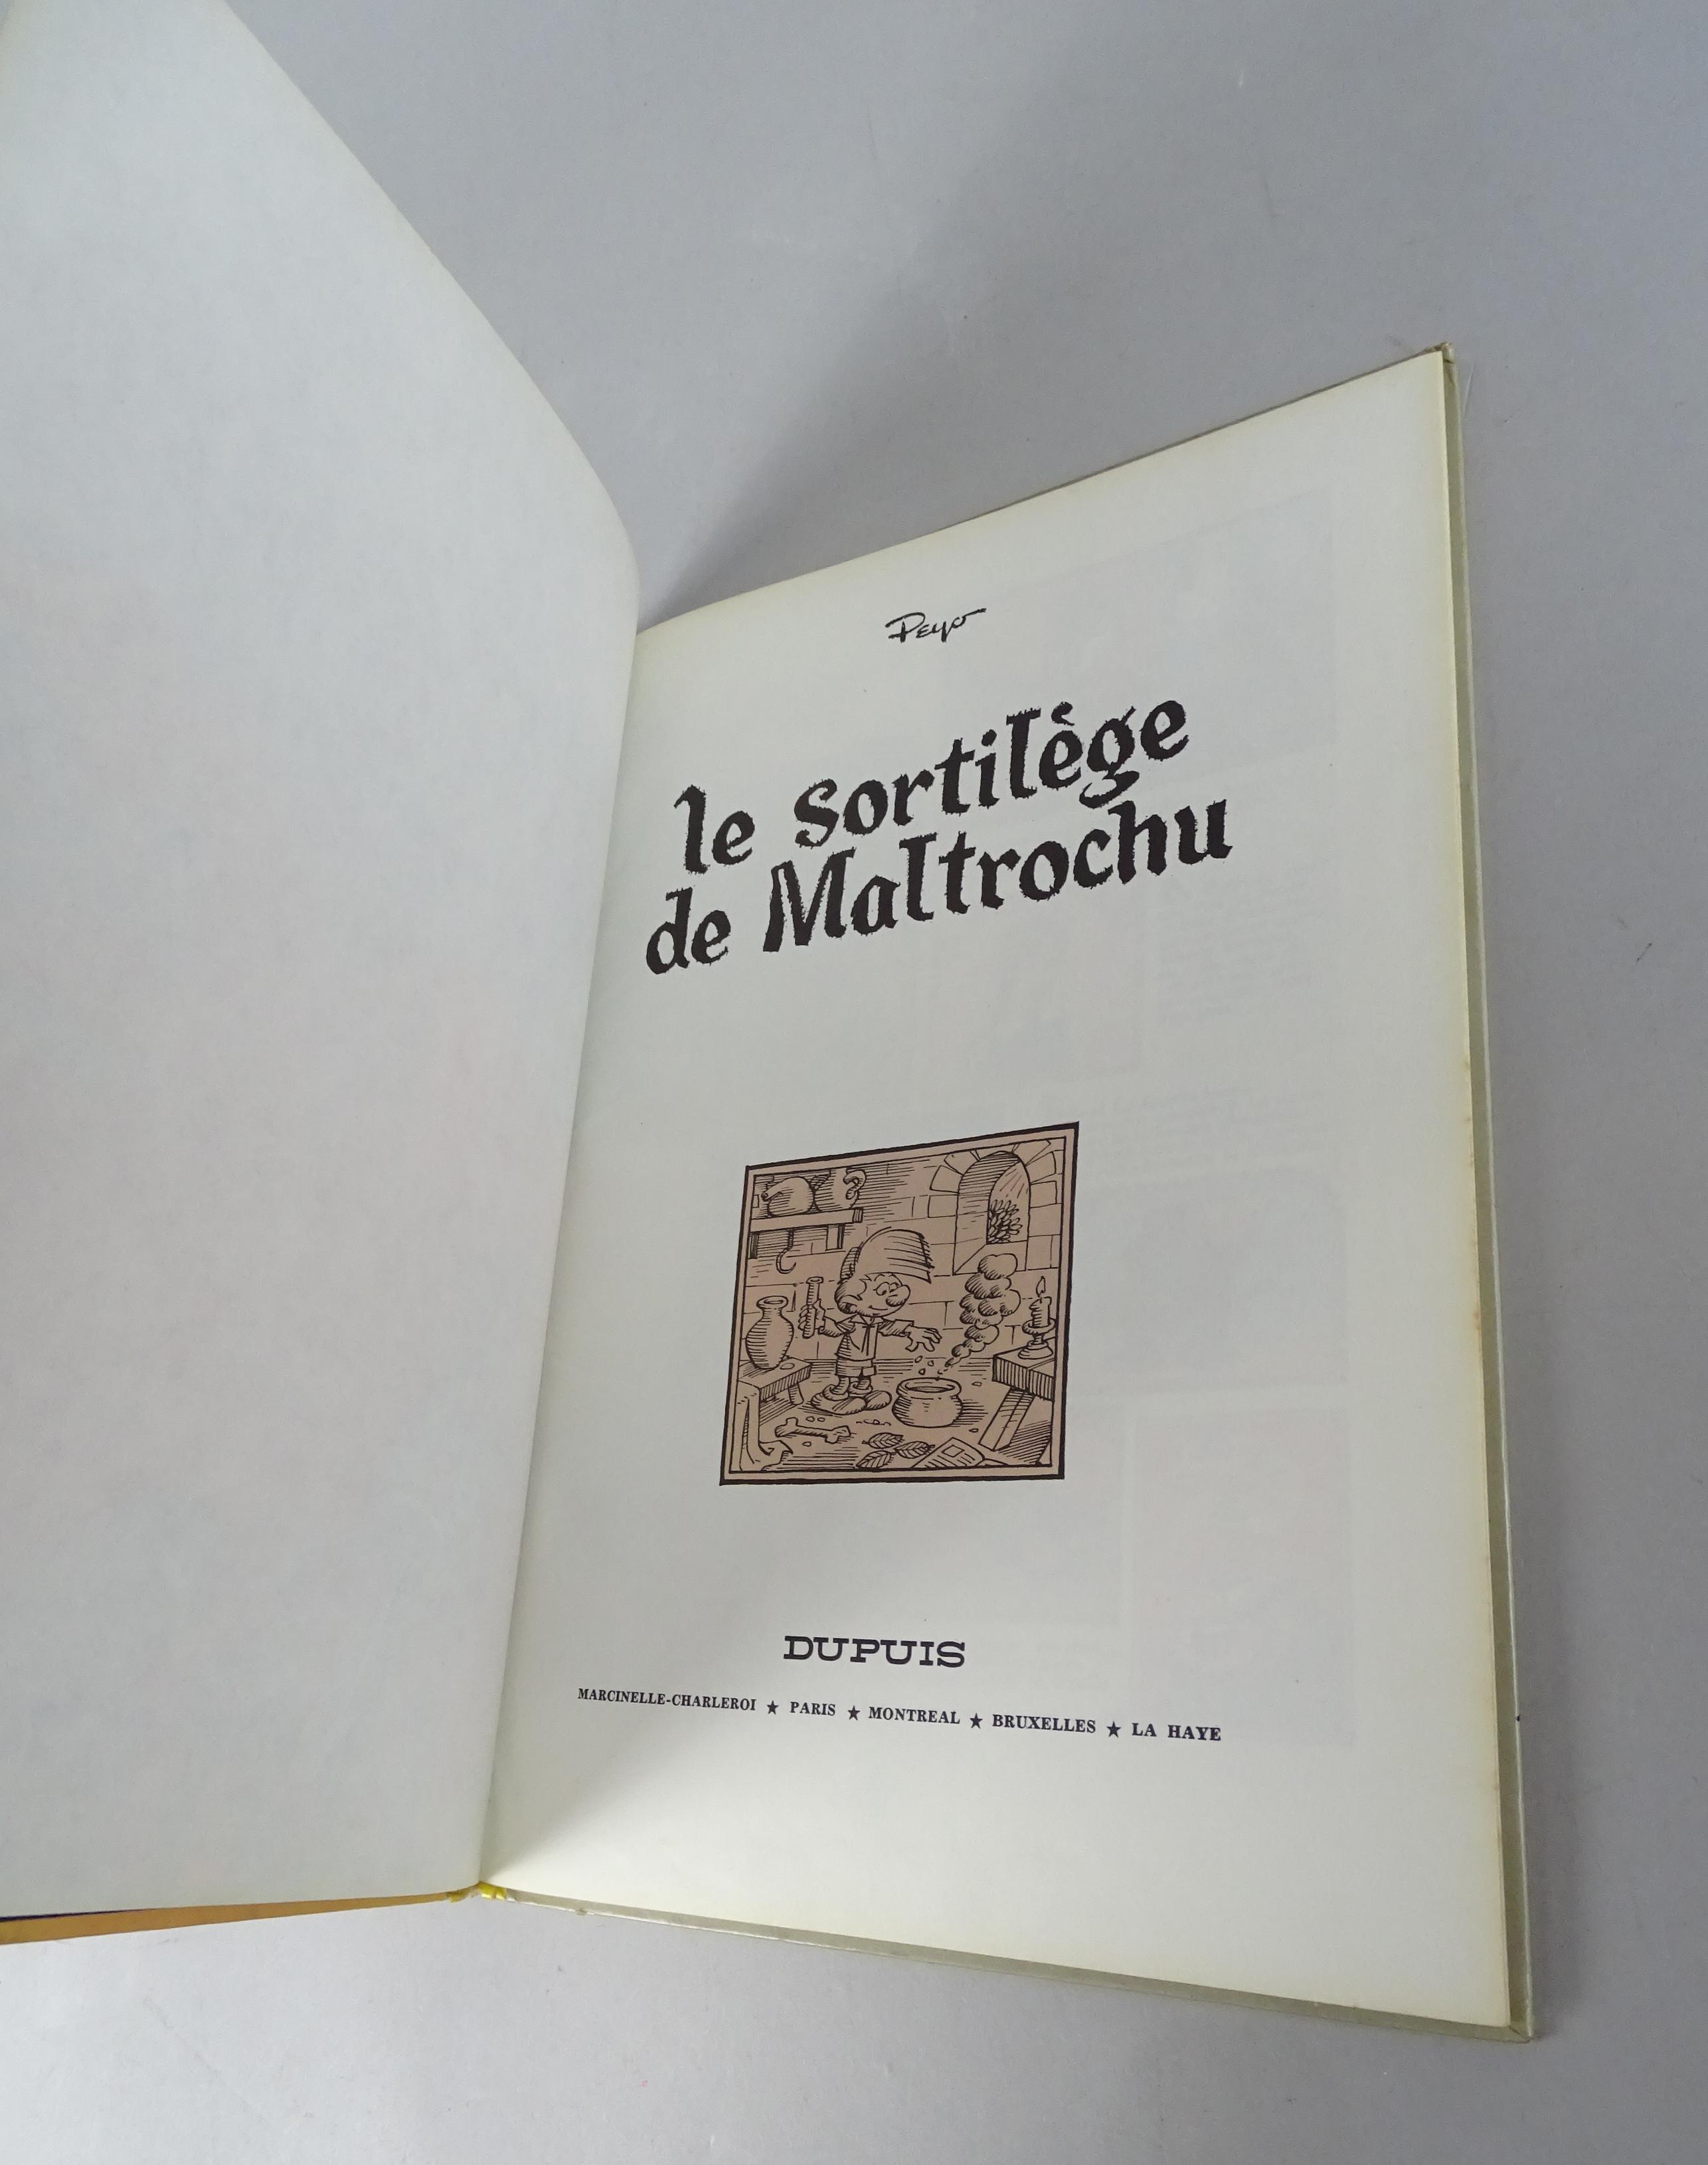 Peyo
le sortilège
de Maltrochu
DUPUIS
MARCINELLE-CHARLEROI ★ PARIS ★ MONTREAL ★ BRUXELLES ★ LA HAYE